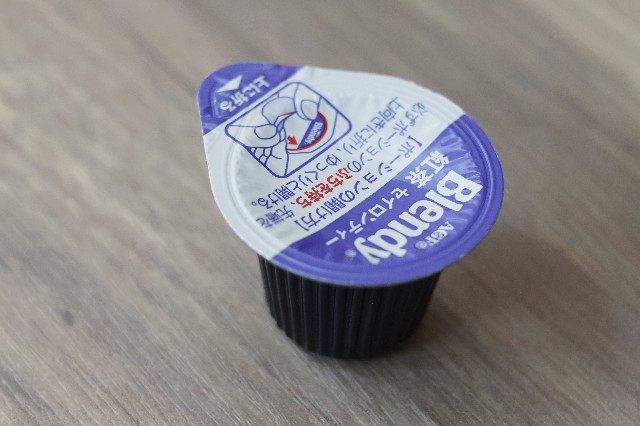 AGF®
Blendy®
紅茶 セイロンティー
【ポーションの開け方】
必ずポーションのふちを持ち
上向きに折り、ゆっくりと開ける。
先端を
上に折る
Blendy